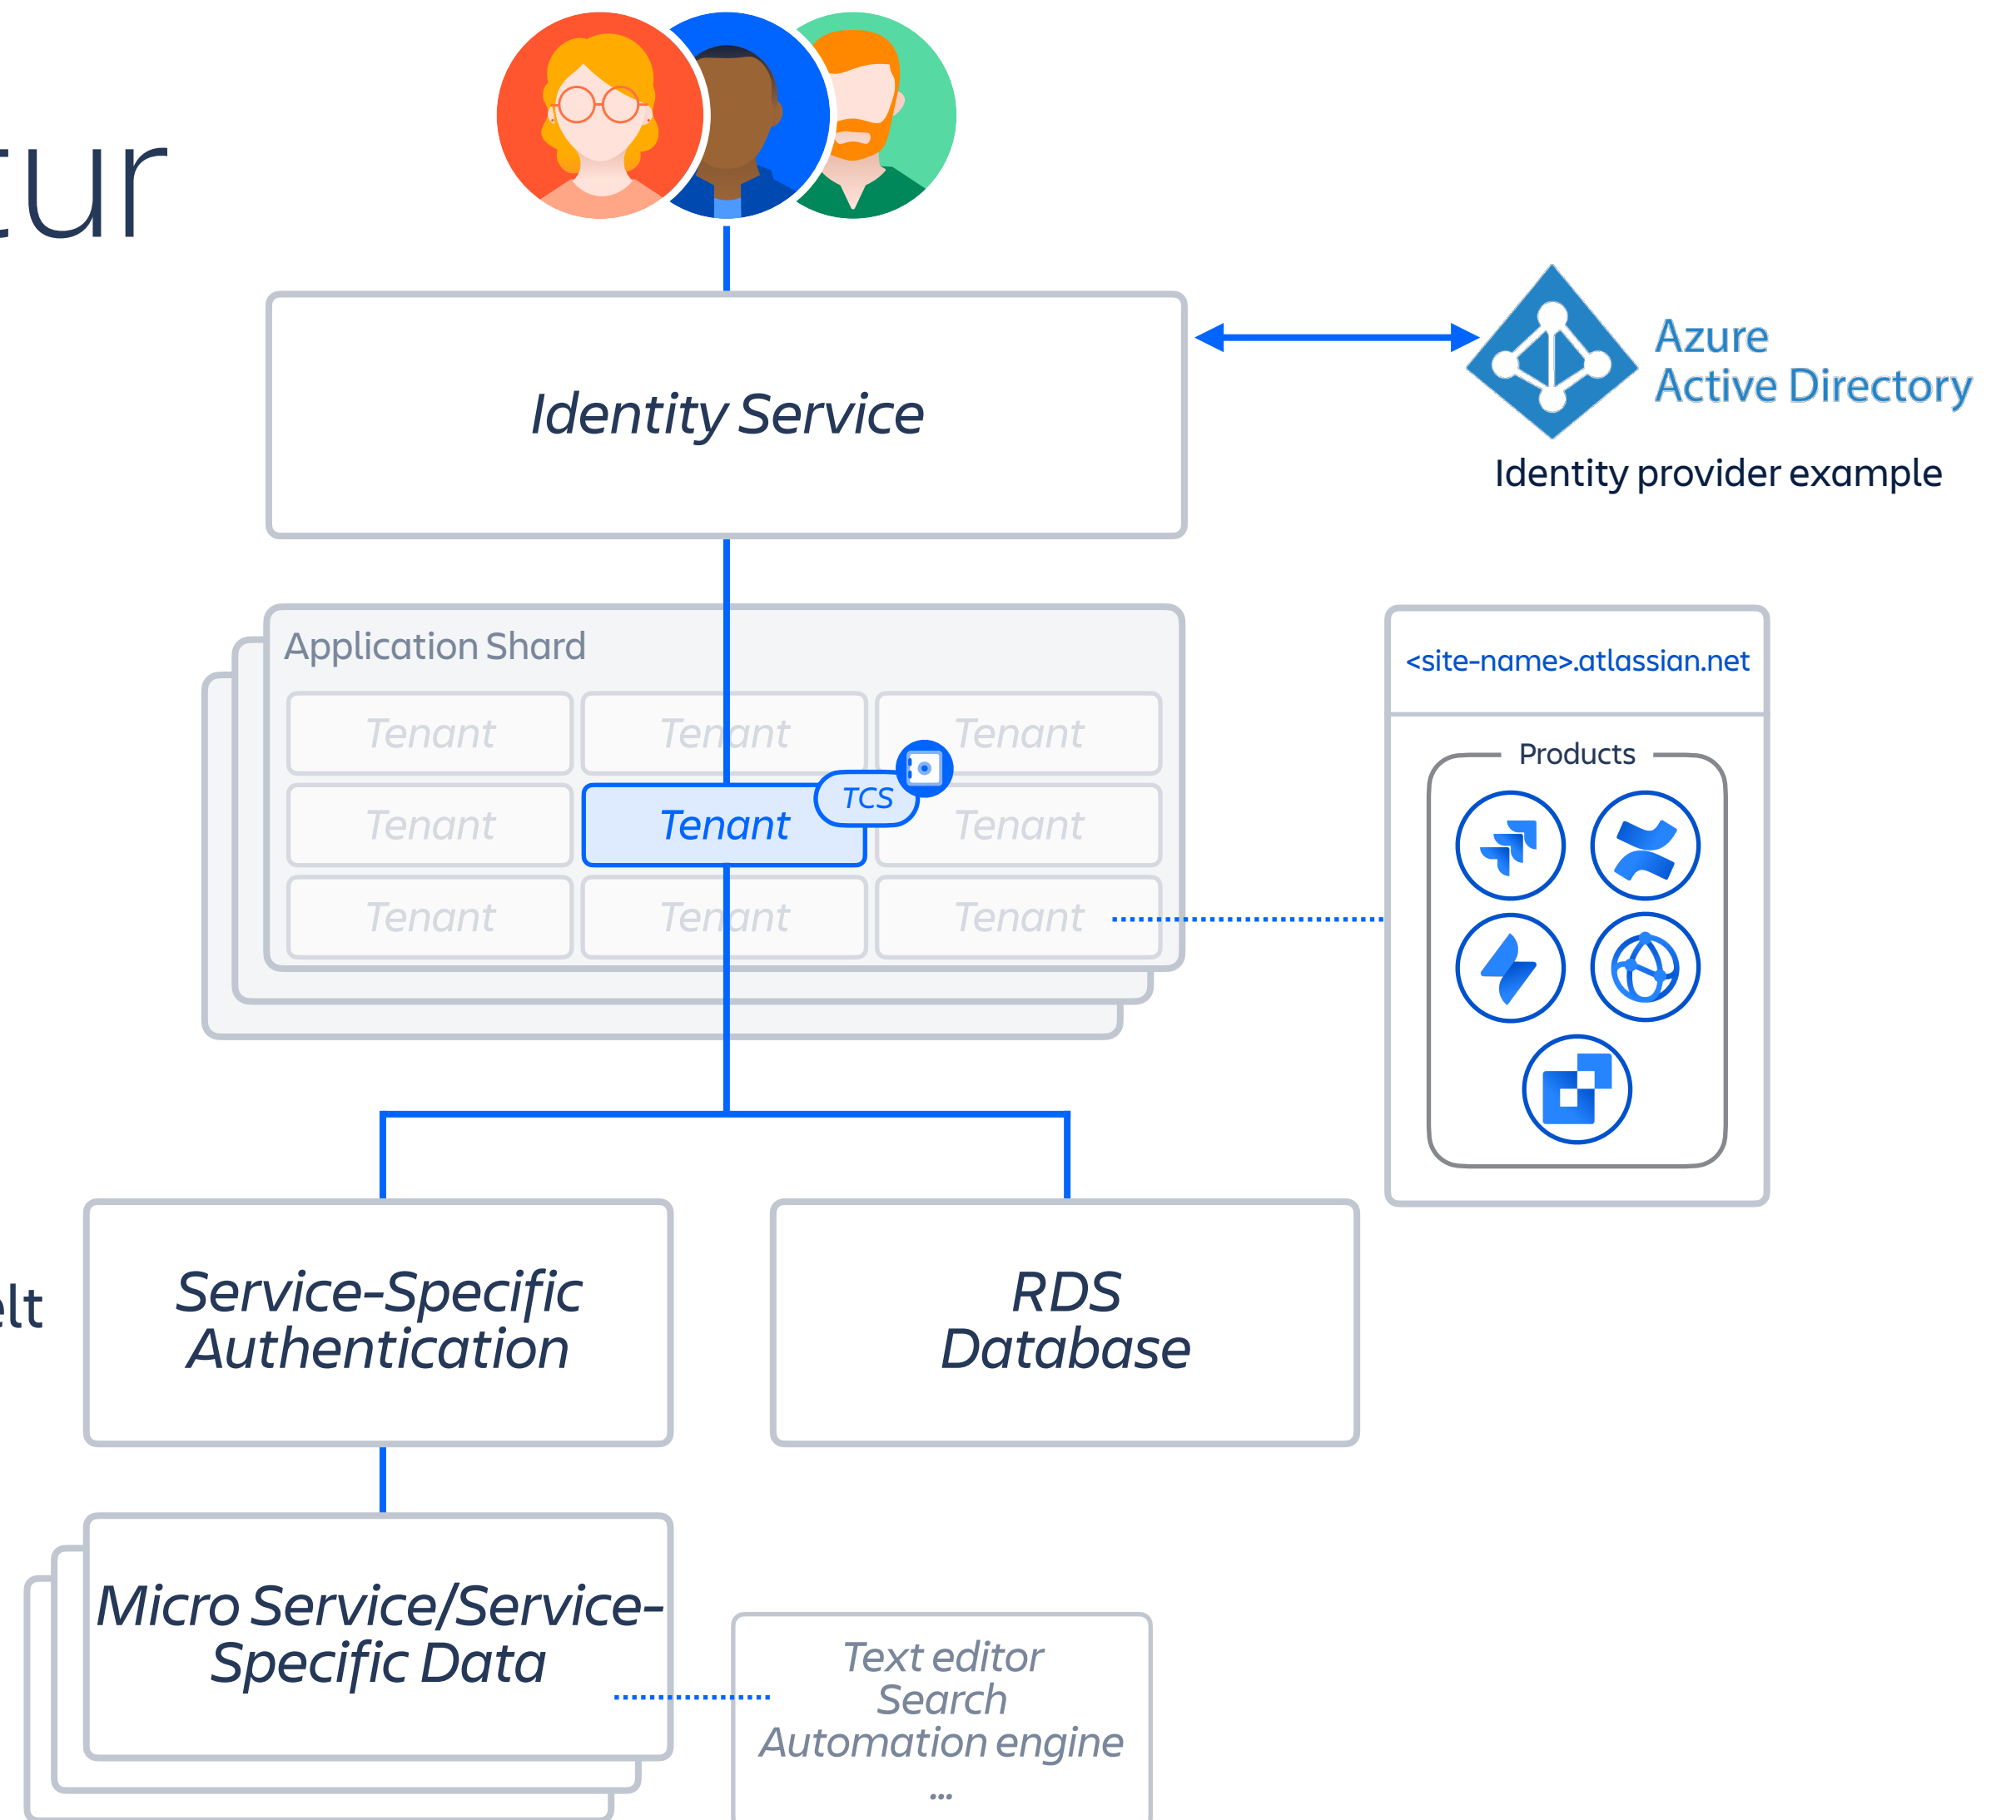 tur
Azure
Active Directory
Identity provider example
Identity Service
Application Shard
Tenant Tenant Tenant
TCS
Tenant Tenant Tenant
Tenant Tenant Tenant
<site-name>.atlassian.net
Products
Service-Specific
Authentication
RDS
Database
elt
Micro Service/Service-
Specific Data
Text editor
Search
Automation engine
...